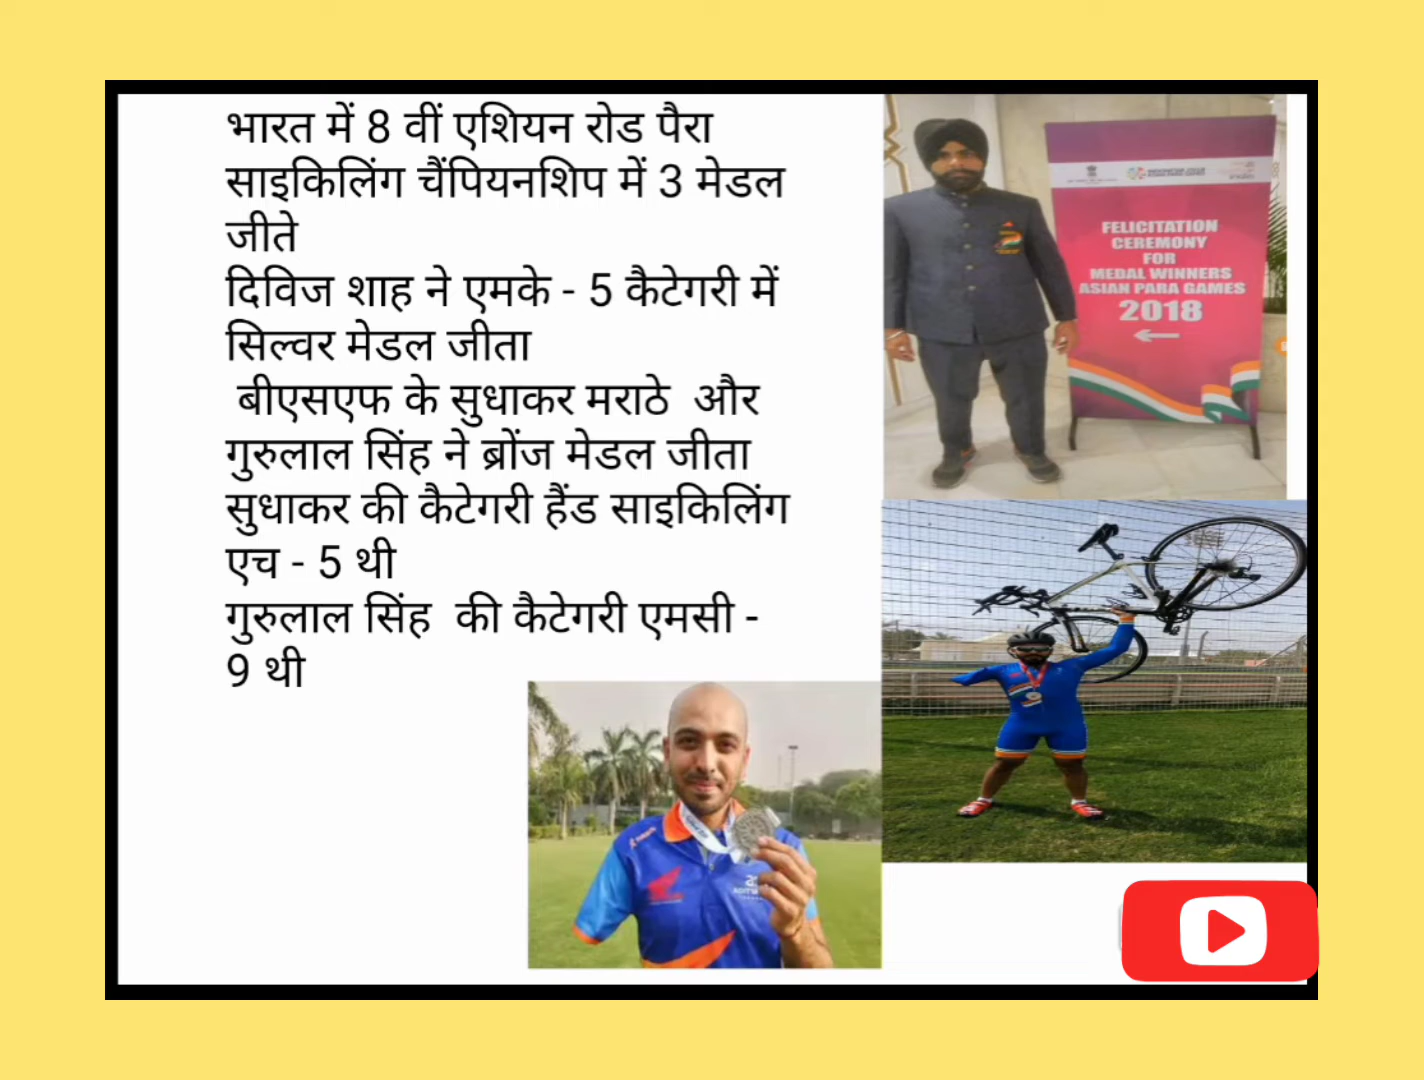 भारत में 8 वीं एशियन रोड पैरा
साइकिलिंग चैंपियनशिप में 3 मेडल
जीते
दिविज शाह ने एमके - 5 कैटेगरी में
सिल्वर मेडल जीता
बीएसएफ के सुधाकर मराठे और
गुरुलाल सिंह ने ब्रोंज मेडल जीता
सुधाकर की कैटेगरी हैंड साइकिलिंग
एच - 5 थी
गुरुलाल सिंह की कैटेगरी एमसी -
9 थी
FELICITATION
CEREMONY
FOR
MEDAL WINNERS
ASIAN PARA GAMES
2018